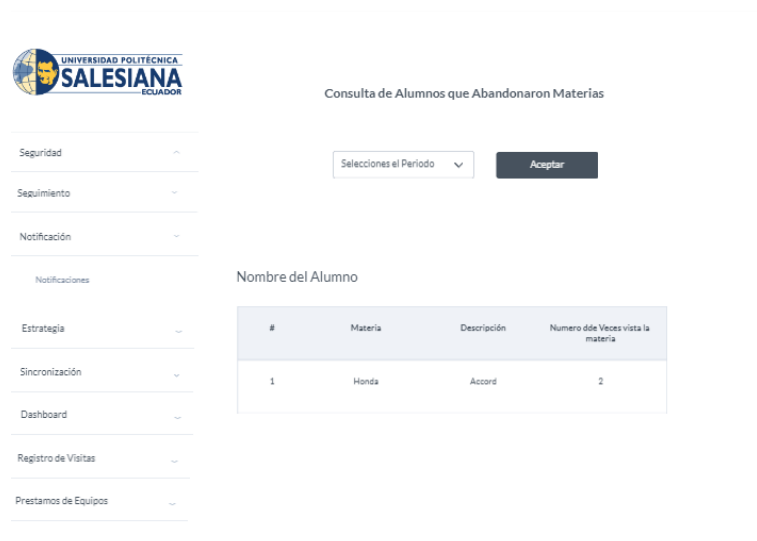 UNIVERSIDAD POLITÉCNICA
SALESIANA
ECUADOR
Consulta de Alumnos que Abandonaron Materias
Selecciones el Periodo
Aceptar
Seguridad
Seguimiento
Notificación
Notificaciones
Estrategia
Sincronización
Dashboard
Registro de Visitas
Prestamos de Equipos
Nombre del Alumno
# Materia Descripción Numero dde Veces vista la
materia
1 Honda Accord 2